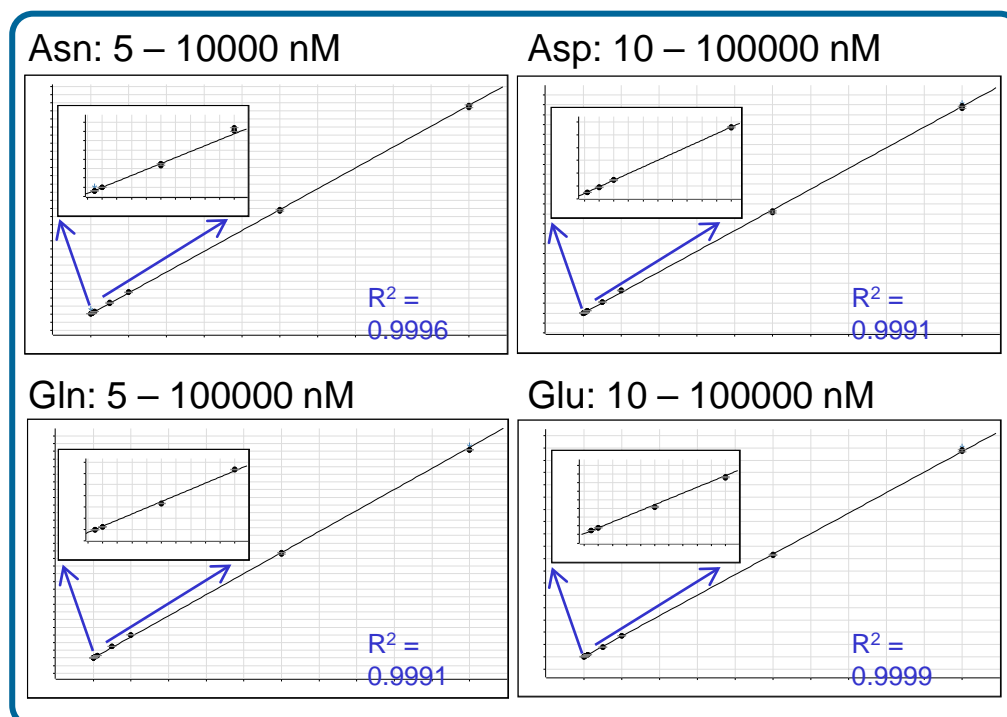 Asn: 5 – 10000 nM
R² =
0.9996
Asp: 10 – 100000 nM
R² =
0.9991
Gln: 5 – 100000 nM
R² =
0.9991
Glu: 10 – 100000 nM
R² =
0.9999